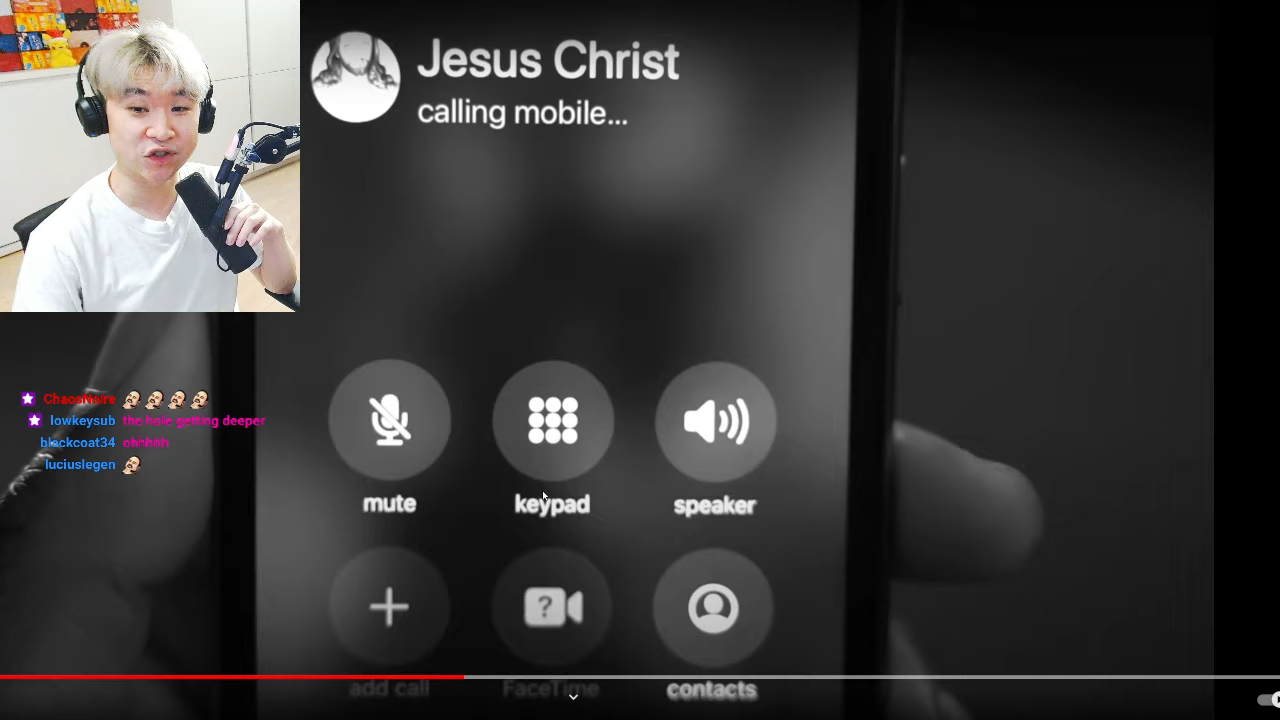 Jesus Christ
calling mobile...
ChaosNoire
lowkeysub the hole getting deeper
blackcoat34 ohhhhh
luciuslegen
mute keypad speaker
?
add call FaceTime contacts